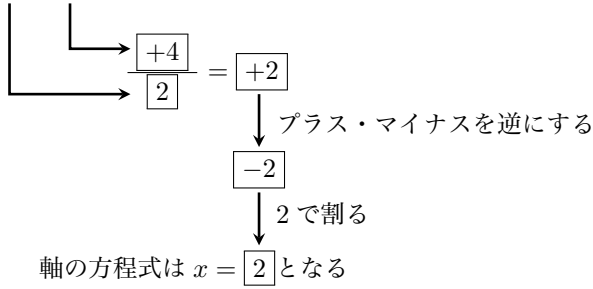 +4
2
= +2
プラス・マイナスを逆にする
−2
2 で割る
軸の方程式は x = 2 となる